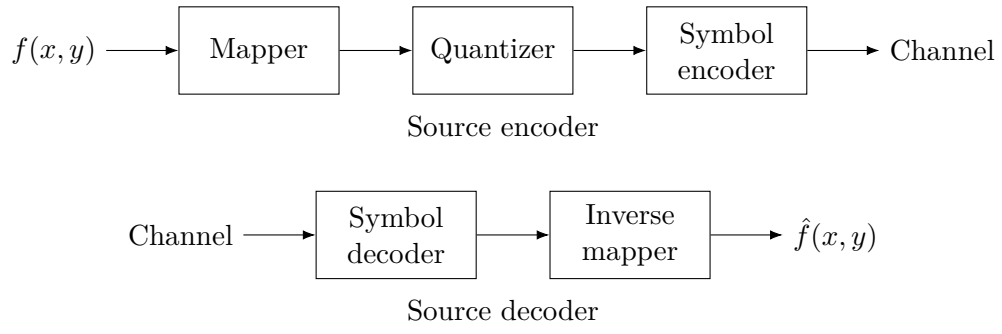 f(x, y) Mapper Quantizer Symbol encoder Channel
Source encoder
Channel Symbol decoder Inverse mapper f̂(x, y)
Source decoder